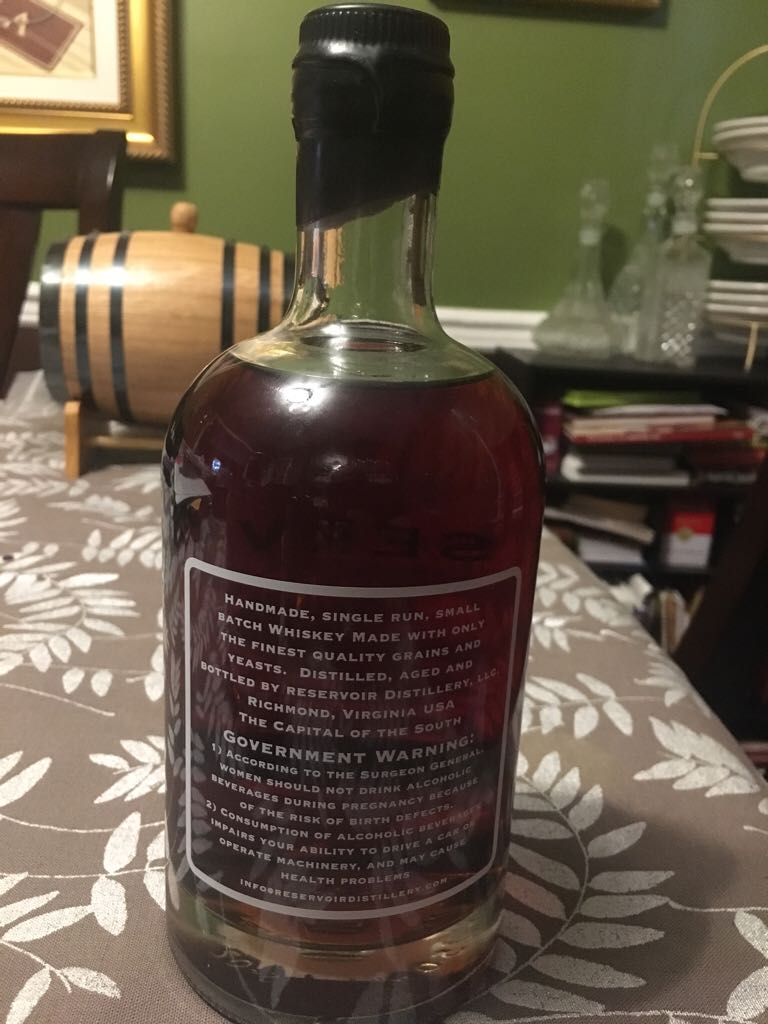 HANDMADE, SINGLE RUN, SMALL
BATCH WHISKEY MADE WITH ONLY
THE FINEST QUALITY GRAINS AND
YEASTS. DISTILLED, AGED AND
BOTTLED BY RESERVOIR DISTILLERY, LLC.
RICHMOND, VIRGINIA USA
THE CAPITAL OF THE SOUTH
GOVERNMENT WARNING:
1) ACCORDING TO THE SURGEON GENERAL,
WOMEN SHOULD NOT DRINK ALCOHOLIC
BEVERAGES DURING PREGNANCY BECAUSE
OF THE RISK OF BIRTH DEFECTS.
2) CONSUMPTION OF ALCOHOLIC BEVERAGES
IMPAIRS YOUR ABILITY TO DRIVE A CAR OR
OPERATE MACHINERY, AND MAY CAUSE
HEALTH PROBLEMS
INFO@RESERVOIRDISTILLERY.COM